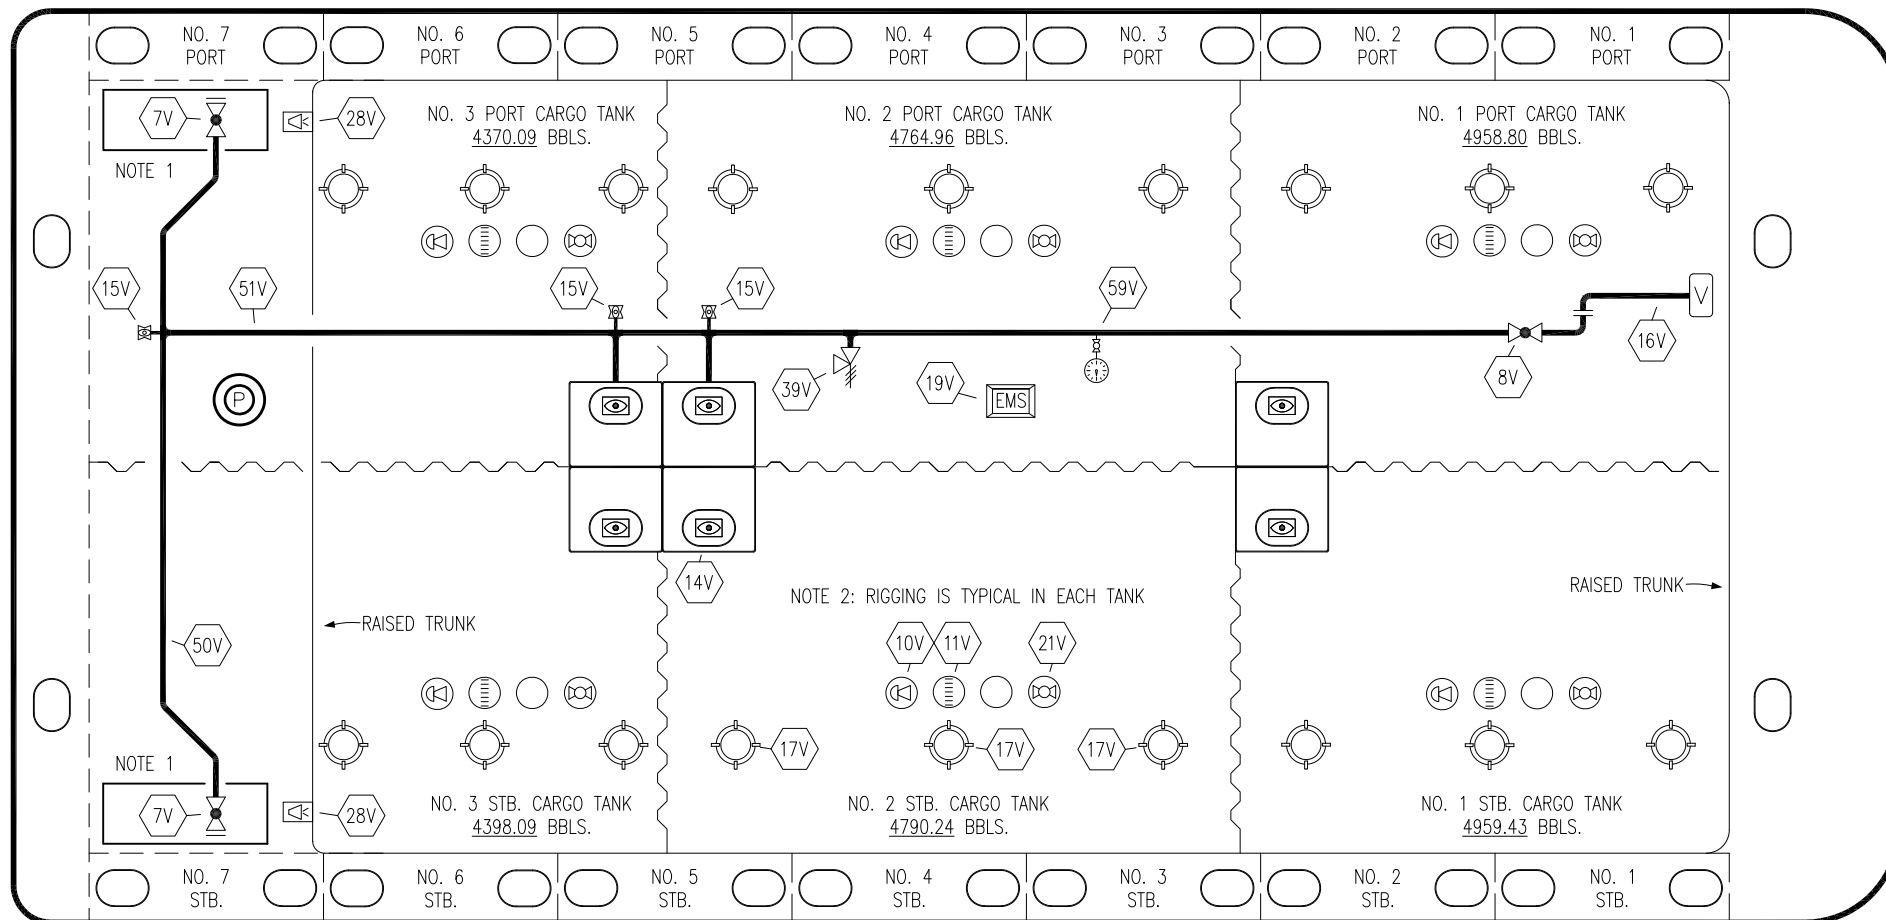 NO. 7
PORT
NO. 6
PORT
NO. 5
PORT
NO. 4
PORT
NO. 3
PORT
NO. 2
PORT
NO. 1
PORT
7V
28V
NO. 3 PORT CARGO TANK
4370.09 BBLS.
NO. 2 PORT CARGO TANK
4764.96 BBLS.
NO. 1 PORT CARGO TANK
4958.80 BBLS.
NOTE 1
15V
51V
15V
15V
59V
V
16V
39V
19V
EMS
8V
P
14V
NOTE 2: RIGGING IS TYPICAL IN EACH TANK
RAISED TRUNK
RAISED TRUNK
50V
10V
11V
21V
17V
17V
17V
NOTE 1
7V
28V
NO. 3 STB. CARGO TANK
4398.09 BBLS.
NO. 2 STB. CARGO TANK
4790.24 BBLS.
NO. 1 STB. CARGO TANK
4959.43 BBLS.
NO. 7
STB.
NO. 6
STB.
NO. 5
STB.
NO. 4
STB.
NO. 3
STB.
NO. 2
STB.
NO. 1
STB.